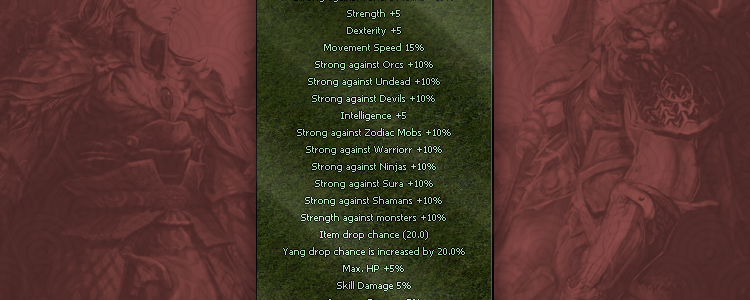 Strength +5
Dexterity +5
Movement Speed 15%
Strong against Orcs +10%
Strong against Undead +10%
Strong against Devils +10%
Intelligence +5
Strong against Zodiac Mobs +10%
Strong against Warriorr +10%
Strong against Ninjas +10%
Strong against Sura +10%
Strong against Shamans +10%
Strength against monsters +10%
Item drop chance (20.0)
Yang drop chance is increased by 20.0%
Max. HP +5%
Skill Damage 5%